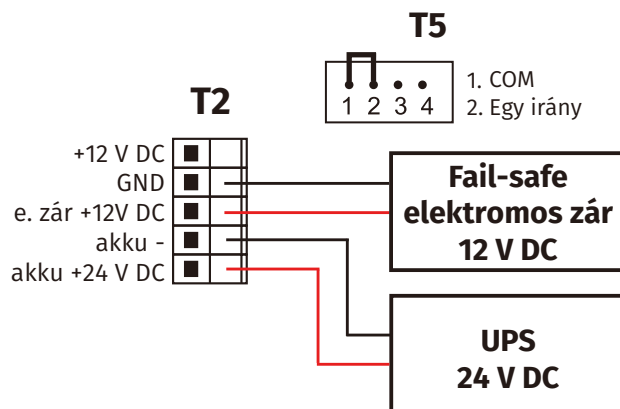 T5
1 2 3 4
1. COM
2. Egy irány
T2
+12 V DC
GND
e. zár +12V DC
akku -
akku +24 V DC
Fail-safe
elektromos zár
12 V DC
UPS
24 V DC